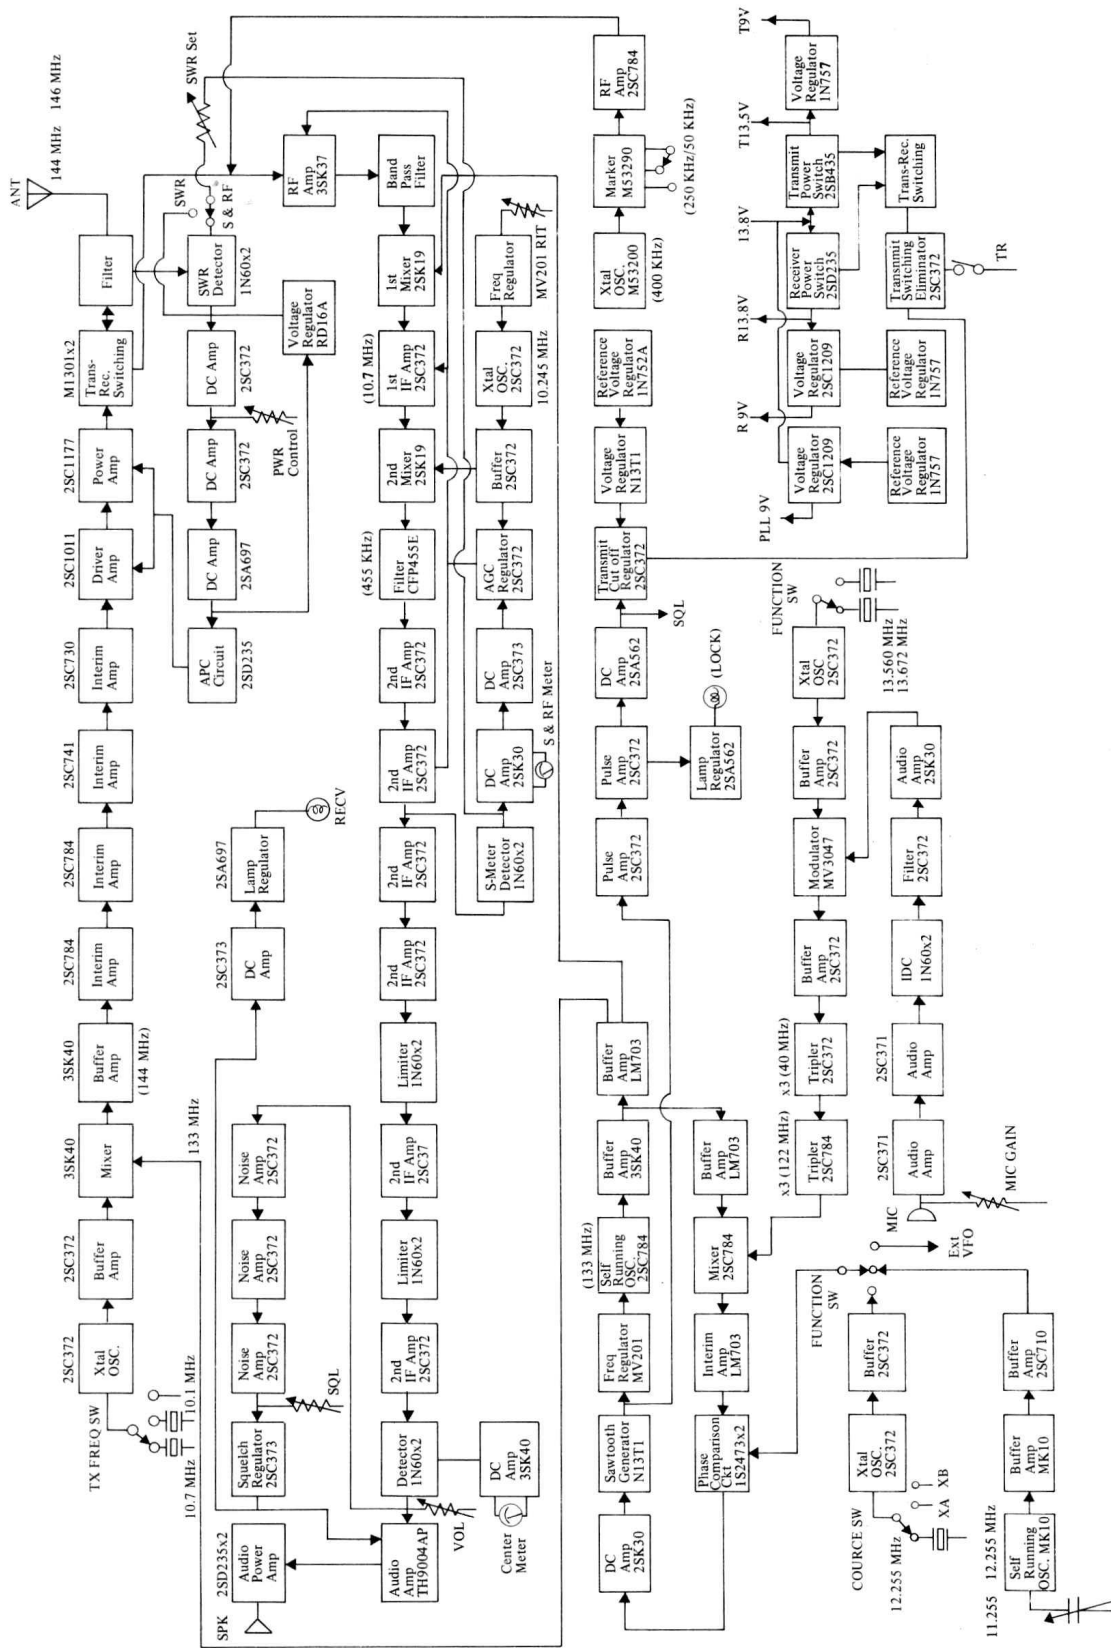 TX FREQ SW
10.7 MHz
10.1 MHz
2SC372
Xtal
OSC.
2SC372
Buffer
Amp
3SK40
Mixer
133 MHz
3SK40
Buffer
Amp
(144 MHz)
2SC784
Interim
Amp
2SC784
Interim
Amp
2SC741
Interim
Amp
2SC730
Interim
Amp
2SC1011
Driver
Amp
2SC1177
Power
Amp
M1301x2
Trans-
Rec.
Switching
Filter
ANT
144 MHz 146 MHz
SPK
2SD235x2
Audio
Power
Amp
Squelch
Regulator
2SC373
SQL
Noise
Amp
2SC372
Noise
Amp
2SC372
Noise
Amp
2SC372
2SC373
DC
Amp
2SA697
Lamp
Regulator
RECV
APC
Circuit
2SD235
DC Amp
2SA697
DC Amp
2SC372
PWR
Control
DC Amp
2SC372
Voltage
Regulator
RD16A
SWR
Detector
1N60x2
SWR
S & RF
SWR Set
Audio
Amp
TH9004AP
VOL
Detector
1N60x2
Center
Meter
DC
Amp
3SK40
2nd
IF Amp
2SC372
Limiter
1N60x2
2nd
IF Amp
2SC37
Limiter
1N60x2
2nd
IF Amp
2SC372
2nd
IF Amp
2SC372
2nd
IF Amp
2SC372
2nd
IF Amp
2SC372
(455 KHz)
Filter
CFP455E
2nd
Mixer
2SK19
(10.7 MHz)
1st
IF Amp
2SC372
1st
Mixer
2SK19
Band
Pass
Filter
RF
Amp
3SK37
S-Meter
Detector
1N60x2
DC
Amp
2SK30
S & RF Meter
DC
Amp
2SC373
AGC
Regulator
2SC372
Buffer
2SC372
Xtal
OSC.
2SC372
10.245 MHz
Freq
Regulator
MV201 RIT
DC
Amp
2SK30
Sawtooth
Generator
N13T1
Freq
Regulator
MV201
(133 MHz)
Self
Running
OSC.
2SC784
Buffer
Amp
3SK40
Buffer
Amp
LM703
Pulse
Amp
2SC372
Pulse
Amp
2SC372
DC
Amp
2SA562
SQL
Transmit
Cut off
Regulator
2SC372
Voltage
Regulator
N13T1
Reference
Voltage
Regulator
1N752A
Xtal
OSC.
M53200
(400 KHz)
Marker
M53290
(250 KHz/50 KHz)
RF
Amp
2SC784
Phase
Comparison
Ckt
1S2473x2
Interim
Amp
LM703
Mixer
2SC784
Buffer
Amp
LM703
Lamp
Regulator
2SA562
(LOCK)
x3 (122 MHz)
Tripler
2SC784
x3 (40 MHz)
Tripler
2SC372
Buffer
Amp
2SC372
Modulator
MV3047
Buffer
Amp
2SC372
Xtal
OSC
2SC372
FUNCTION
SW
13.560 MHz
13.672 MHz
PLL 9V
R 9V
R13.8V
13.8V
T13.5V
T9V
Voltage
Regulator
2SC1209
Voltage
Regulator
2SC1209
Receiver
Power
Switch
2SD235
Transmit
Power
Switch
2SB435
Voltage
Regulator
1N757
Reference
Voltage
Regulator
1N757
Reference
Voltage
Regulator
1N757
Transmit
Switching
Eliminator
2SC372
Trans-Rec.
Switching
TR
COURCE SW
12.255 MHz
XA
XB
Xtal
OSC.
2SC372
Buffer
2SC372
FUNCTION
SW
Ext
VFO
MIC
MIC GAIN
2SC371
Audio
Amp
2SC371
Audio
Amp
IDC
1N60x2
Filter
2SC372
Audio
Amp
2SK30
11.255 12.255 MHz
Self
Running
OSC. MK10
Buffer
Amp
MK10
Buffer
Amp
2SC710